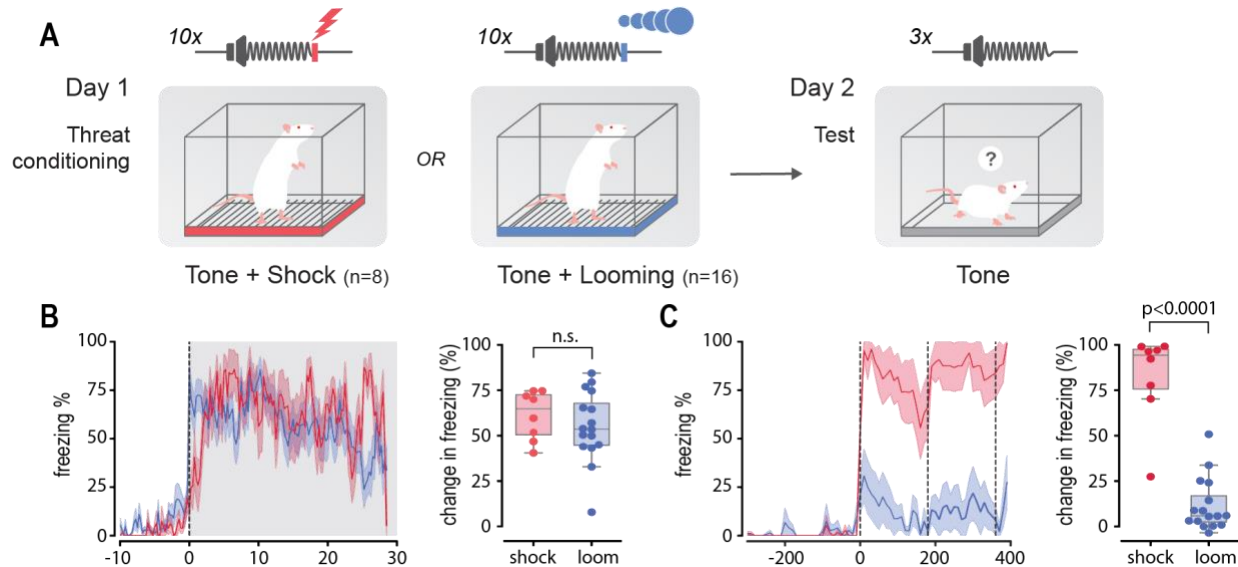 A
10x
10x
3x
Day 1
Threat
conditioning
OR
Day 2
Test
?
Tone + Shock (n=8)
Tone + Looming (n=16)
Tone
B
freezing %
100
75
50
25
0
-10
0
10
20
30
change in freezing (%)
100
75
50
25
0
n.s.
shock
loom
C
freezing %
100
75
50
25
0
-200
0
200
400
change in freezing (%)
100
75
50
25
0
p<0.0001
shock
loom